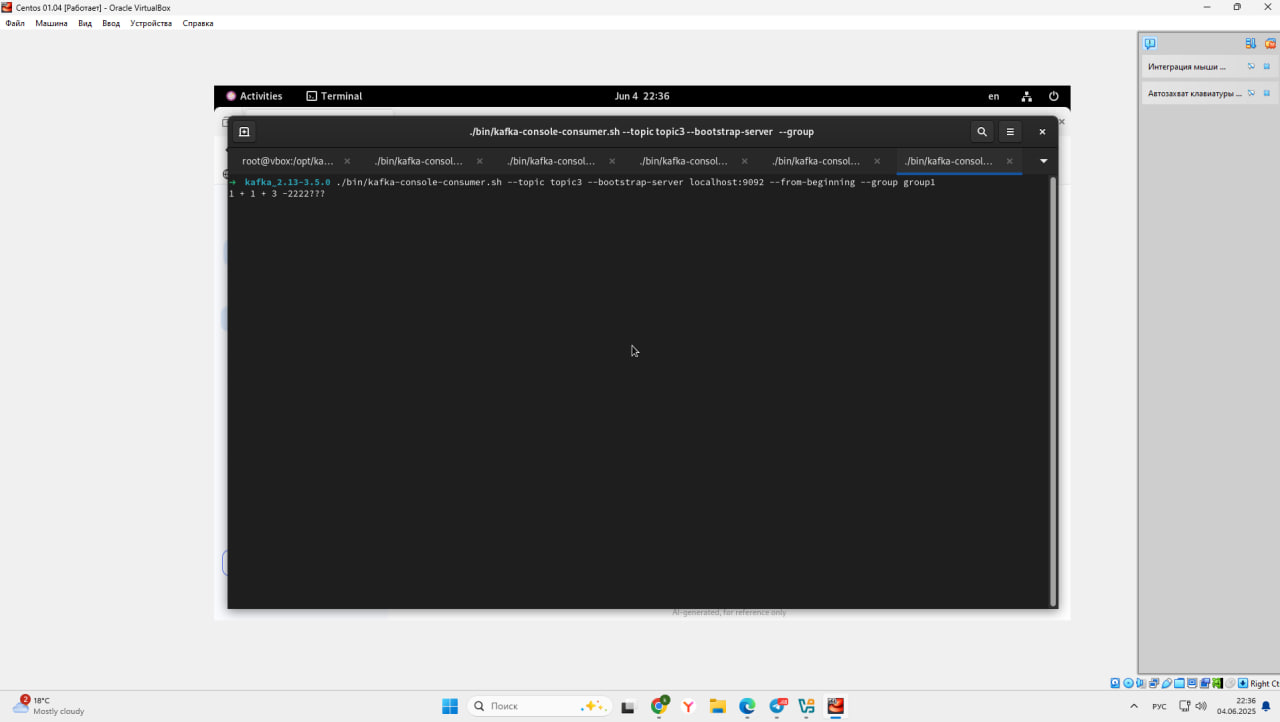 Centos 01.04 [Работает] - Oracle VirtualBox
Файл Машина Вид Ввод Устройства Справка
Интеграция мыши ...
Автозахват клавиатуры ...
Activities Terminal Jun 4 22:36 en
./bin/kafka-console-consumer.sh --topic topic3 --bootstrap-server --group
root@vbox:/opt/ka... ./bin/kafka-consol... ./bin/kafka-consol... ./bin/kafka-consol... ./bin/kafka-consol... ./bin/kafka-consol...
→ kafka_2.13-3.5.0 ./bin/kafka-console-consumer.sh --topic topic3 --bootstrap-server localhost:9092 --from-beginning --group group1
1 + 1 + 3 -2222???
AI-generated, for reference only
Right Ct
2
18°C
Mostly cloudy
Поиск
РУС
22:36
04.06.2025